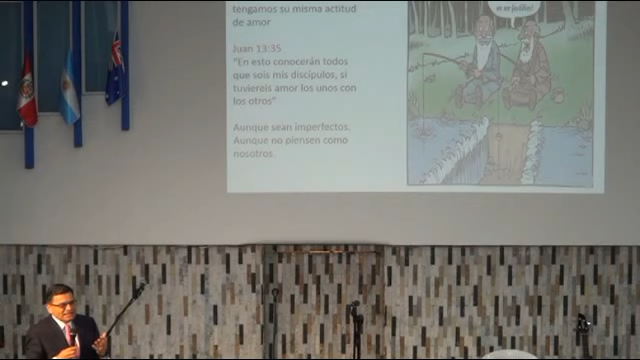 tengamos su misma actitud
de amor
Juan 13:35
"En esto conocerán todos
que sois mis discípulos, si
tuviereis amor los unos con
los otros"
Aunque sean imperfectos.
Aunque no piensen como
nosotros.